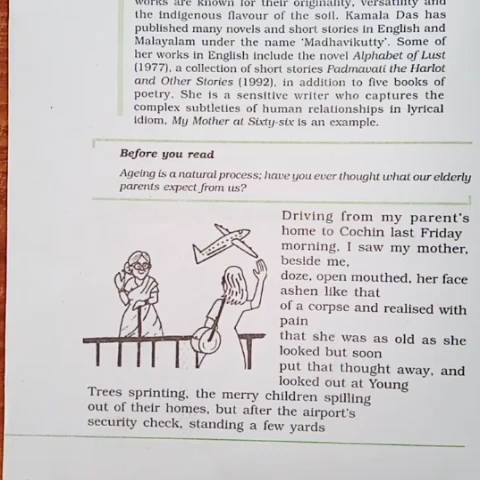 works are known for their originality, versatility and
the indigenous flavour of the soil. Kamala Das has
published many novels and short stories in English and
Malayalam under the name 'Madhavikutty'. Some of
her works in English include the novel Alphabet of Lust
(1977), a collection of short stories Padmavati the Harlot
and Other Stories (1992), in addition to five books of
poetry. She is a sensitive writer who captures the
complex subtleties of human relationships in lyrical
idiom, My Mother at Sixty-six is an example.
Before you read
Ageing is a natural process; have you ever thought what our elderly
parents expect from us?
Driving from my parent's
home to Cochin last Friday
morning, I saw my mother,
beside me,
doze, open mouthed, her face
ashen like that
of a corpse and realised with
pain
that she was as old as she
looked but soon
put that thought away, and
looked out at Young
Trees sprinting, the merry children spilling
out of their homes, but after the airport's
security check, standing a few yards